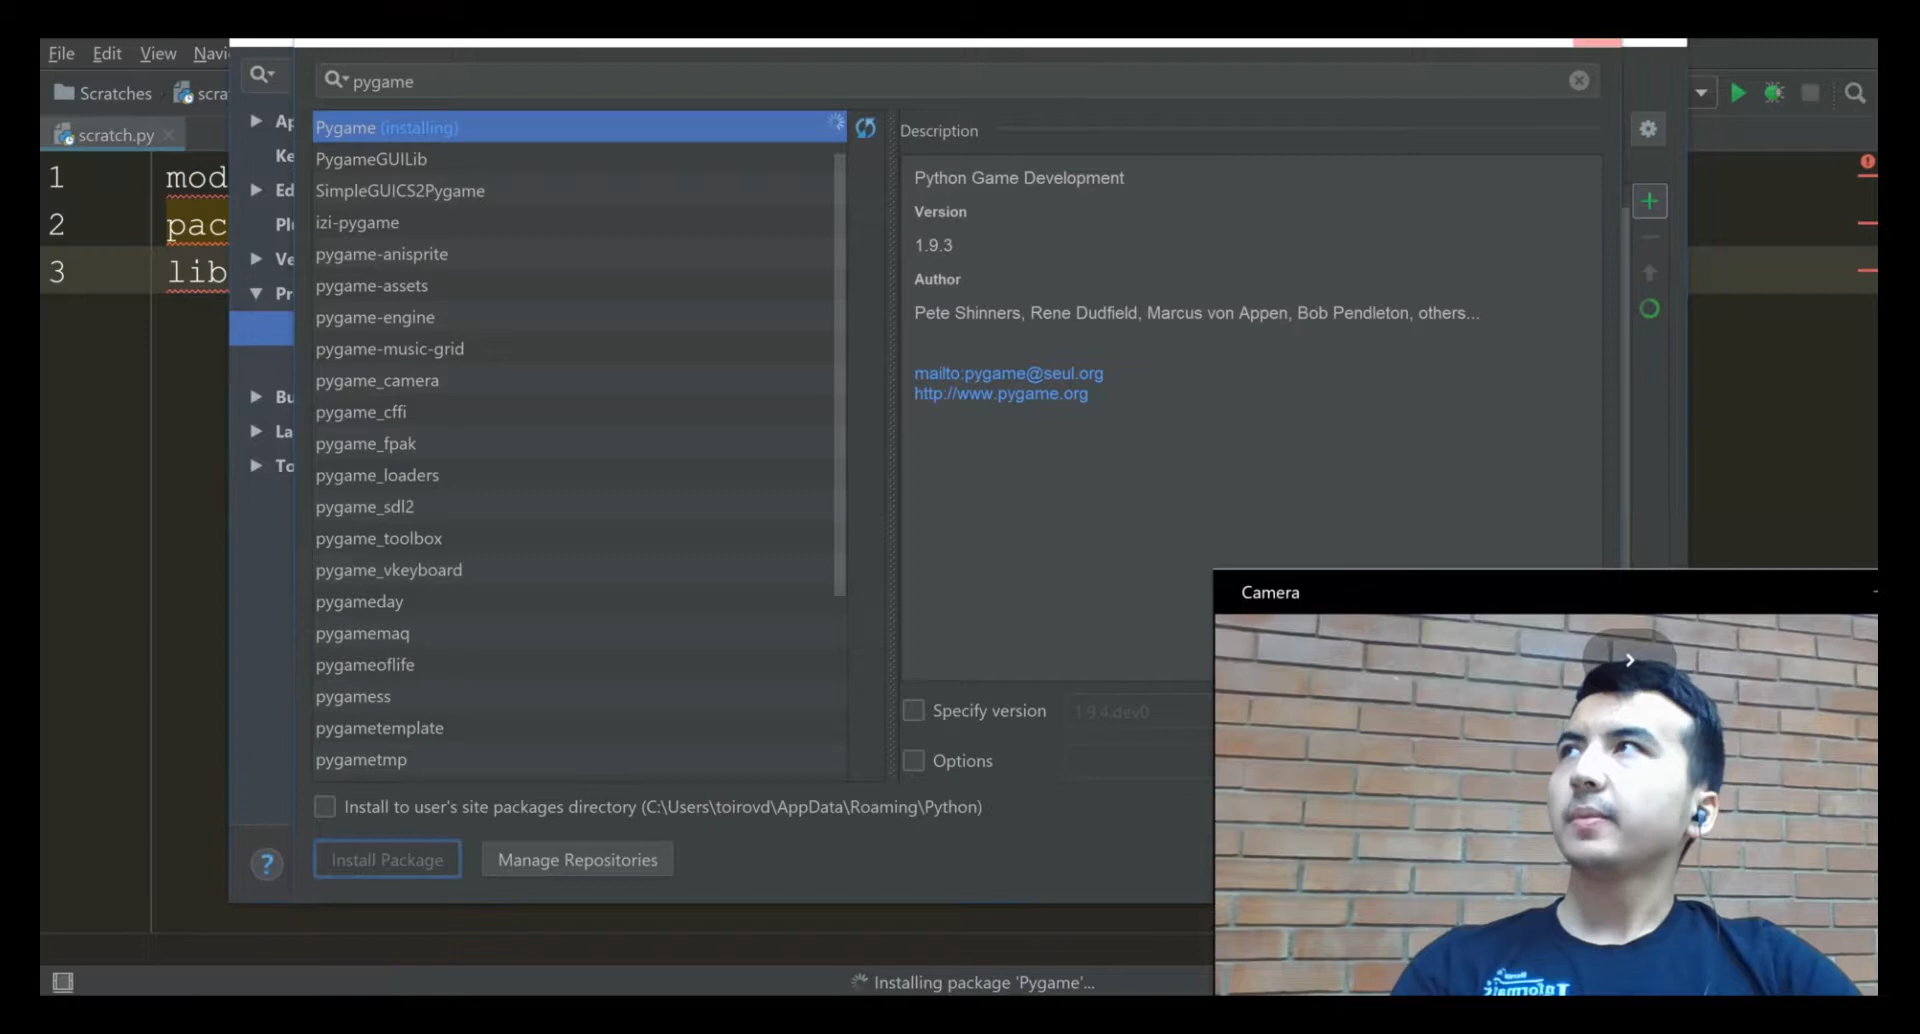 File Edit View Navi
Scratches scra
scratch.py
1 mod
2 pac
3 lib
Ap
Ke
Ed
Plu
Ve
Pr
Bu
La
To
pygame
Pygame (installing)
PygameGUILib
SimpleGUICS2Pygame
izi-pygame
pygame-anisprite
pygame-assets
pygame-engine
pygame-music-grid
pygame_camera
pygame_cffi
pygame_fpak
pygame_loaders
pygame_sdl2
pygame_toolbox
pygame_vkeyboard
pygameday
pygamemaq
pygameoflife
pygamess
pygametemplate
pygametmp
Description
Python Game Development
Version
1.9.3
Author
Pete Shinners, Rene Dudfield, Marcus von Appen, Bob Pendleton, others...
mailto:pygame@seul.org
http://www.pygame.org
Specify version 1.9.4.dev0
Options
Install to user's site packages directory (C:\Users\toirovd\AppData\Roaming\Python)
? Install Package Manage Repositories
Installing package 'Pygame'...
Camera